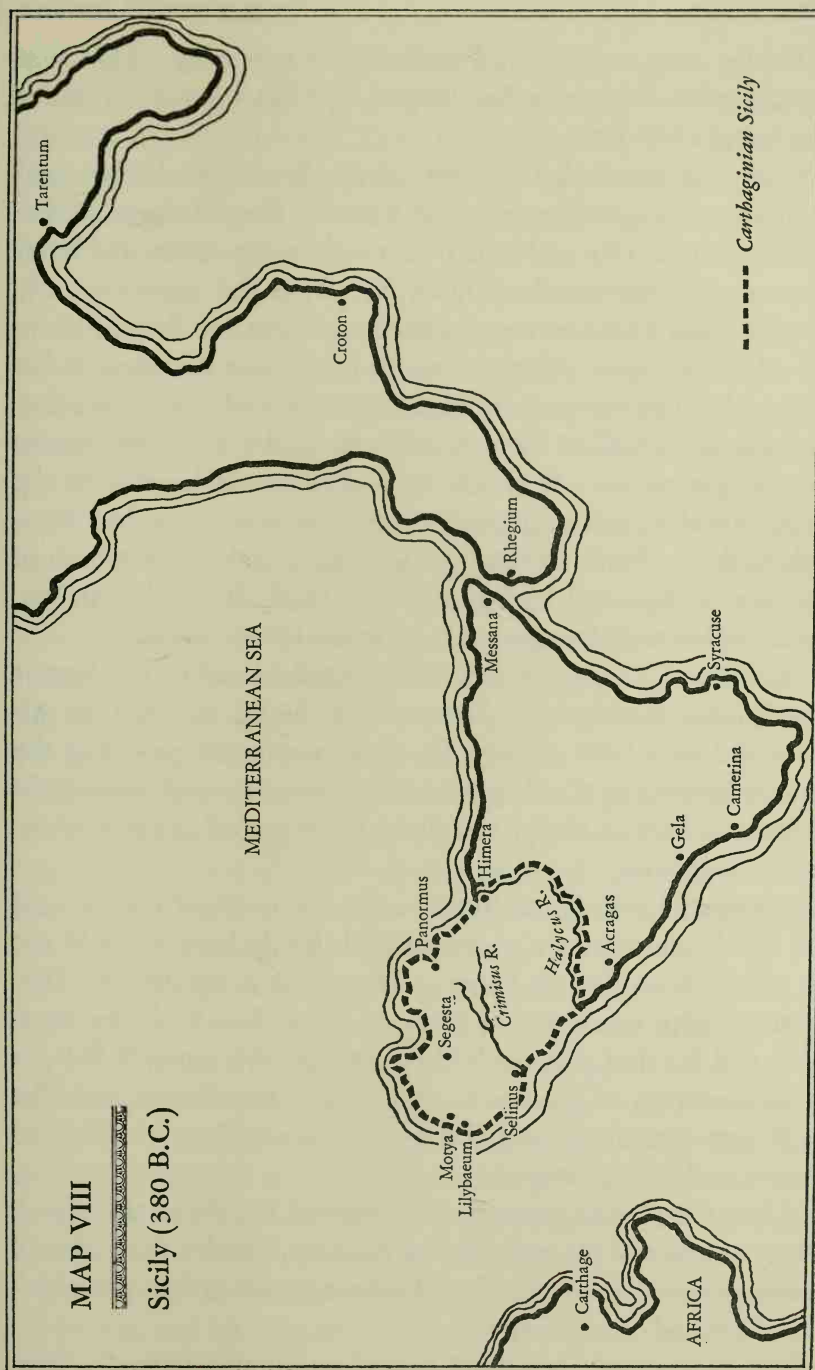 MAP VIII
Sicily (380 B.C.)
MEDITERRANEAN SEA
Tarentum
Croton
Rhegium
Messana
Syracuse
Camerina
Gela
Acragas
Himera
Halycus R.
Panormus
Crimisus R.
Segesta
Selinus
Motya
Lilybaeum
Carthage
AFRICA
Carthaginian Sicily